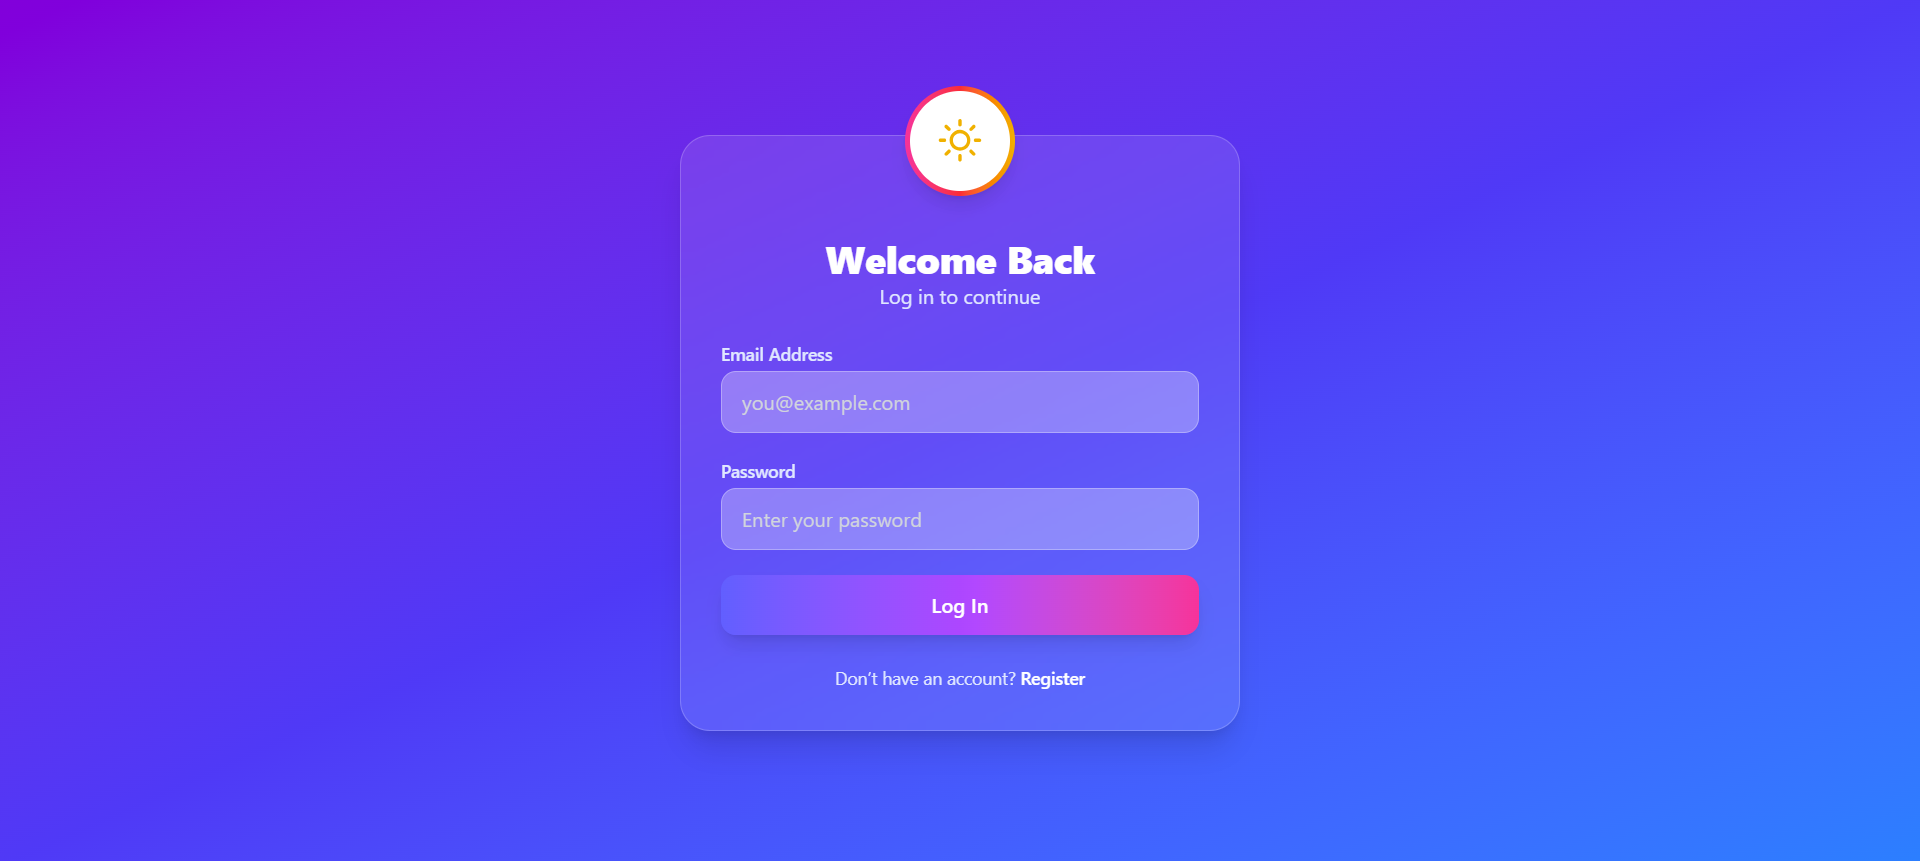 Welcome Back
Log in to continue
Email Address
you@example.com
Password
Enter your password
Log In
Don’t have an account? Register